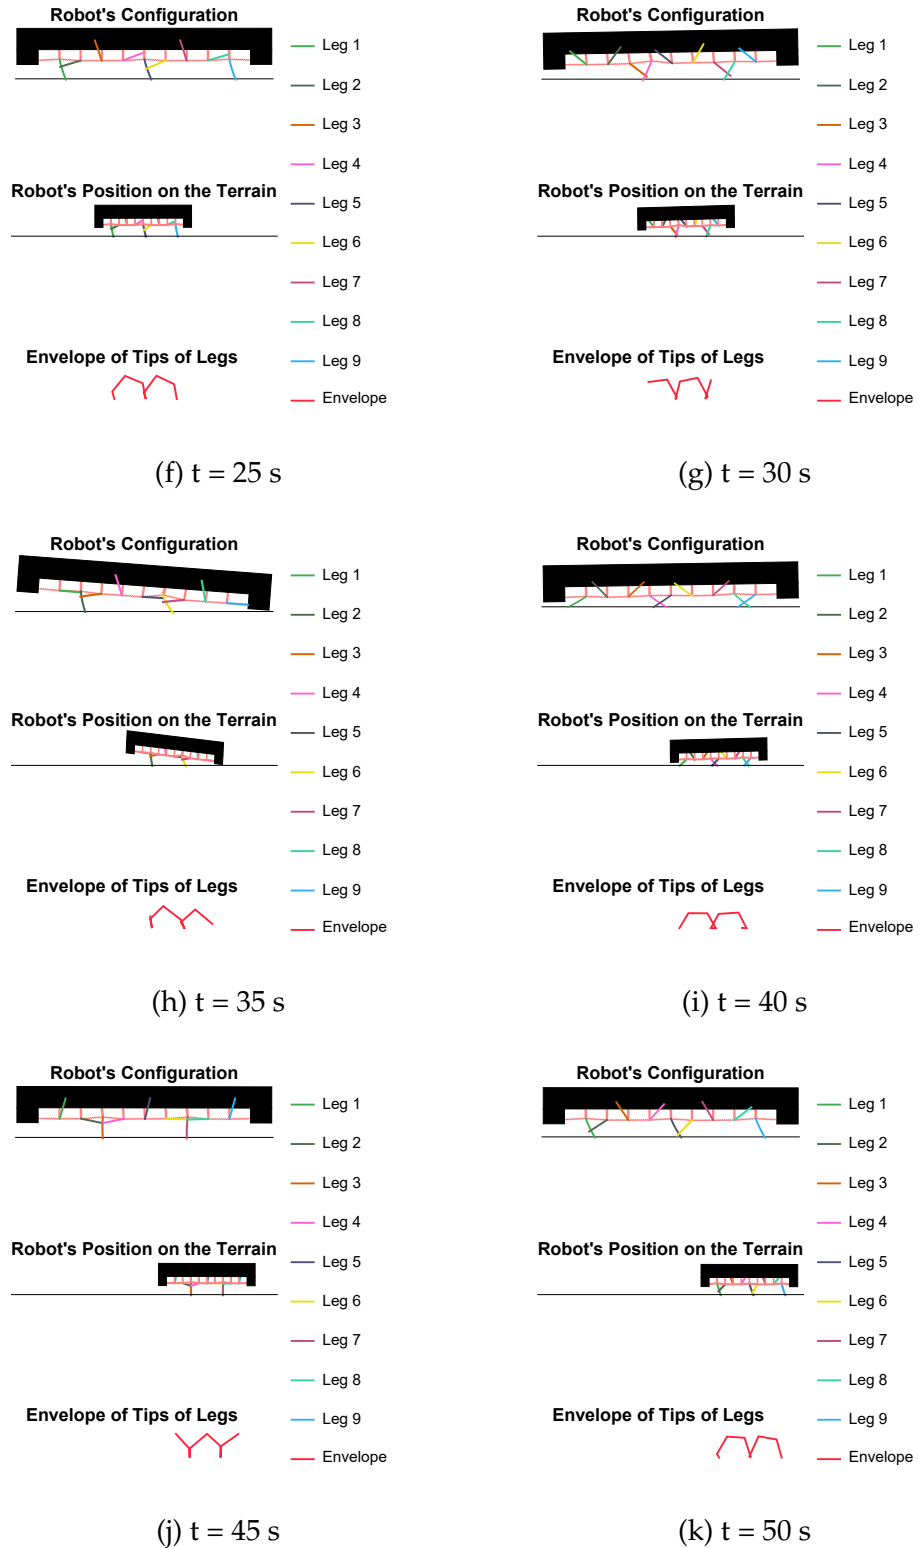 Robot's Configuration
Leg 1
Leg 2
Leg 3
Leg 4
Robot's Position on the Terrain
Leg 5
Leg 6
Leg 7
Leg 8
Envelope of Tips of Legs
Leg 9
Envelope
(f) t = 25 s
Robot's Configuration
Leg 1
Leg 2
Leg 3
Leg 4
Robot's Position on the Terrain
Leg 5
Leg 6
Leg 7
Leg 8
Envelope of Tips of Legs
Leg 9
Envelope
(g) t = 30 s
Robot's Configuration
Leg 1
Leg 2
Leg 3
Leg 4
Robot's Position on the Terrain
Leg 5
Leg 6
Leg 7
Leg 8
Envelope of Tips of Legs
Leg 9
Envelope
(h) t = 35 s
Robot's Configuration
Leg 1
Leg 2
Leg 3
Leg 4
Robot's Position on the Terrain
Leg 5
Leg 6
Leg 7
Leg 8
Envelope of Tips of Legs
Leg 9
Envelope
(i) t = 40 s
Robot's Configuration
Leg 1
Leg 2
Leg 3
Leg 4
Robot's Position on the Terrain
Leg 5
Leg 6
Leg 7
Leg 8
Envelope of Tips of Legs
Leg 9
Envelope
(j) t = 45 s
Robot's Configuration
Leg 1
Leg 2
Leg 3
Leg 4
Robot's Position on the Terrain
Leg 5
Leg 6
Leg 7
Leg 8
Envelope of Tips of Legs
Leg 9
Envelope
(k) t = 50 s